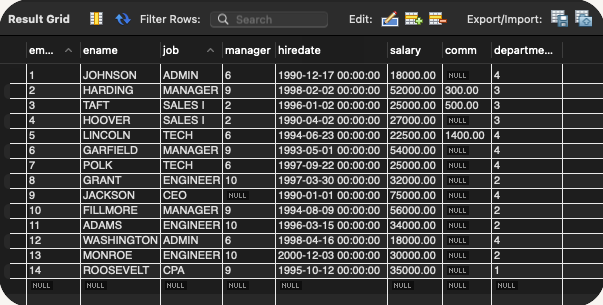 Result Grid Filter Rows: Search Edit: Export/Import:
em... ename job manager hiredate salary comm departme...
1 JOHNSON ADMIN 6 1990-12-17 00:00:00 18000.00 NULL 4
2 HARDING MANAGER 9 1998-02-02 00:00:00 52000.00 300.00 3
3 TAFT SALES I 2 1996-01-02 00:00:00 25000.00 500.00 3
4 HOOVER SALES I 2 1990-04-02 00:00:00 27000.00 NULL 3
5 LINCOLN TECH 6 1994-06-23 00:00:00 22500.00 1400.00 4
6 GARFIELD MANAGER 9 1993-05-01 00:00:00 54000.00 NULL 4
7 POLK TECH 6 1997-09-22 00:00:00 25000.00 NULL 4
8 GRANT ENGINEER 10 1997-03-30 00:00:00 32000.00 NULL 2
9 JACKSON CEO NULL 1990-01-01 00:00:00 75000.00 NULL 4
10 FILLMORE MANAGER 9 1994-08-09 00:00:00 56000.00 NULL 2
11 ADAMS ENGINEER 10 1996-03-15 00:00:00 34000.00 NULL 2
12 WASHINGTON ADMIN 6 1998-04-16 00:00:00 18000.00 NULL 4
13 MONROE ENGINEER 10 2000-12-03 00:00:00 30000.00 NULL 2
14 ROOSEVELT CPA 9 1995-10-12 00:00:00 35000.00 NULL 1
NULL NULL NULL NULL NULL NULL NULL NULL